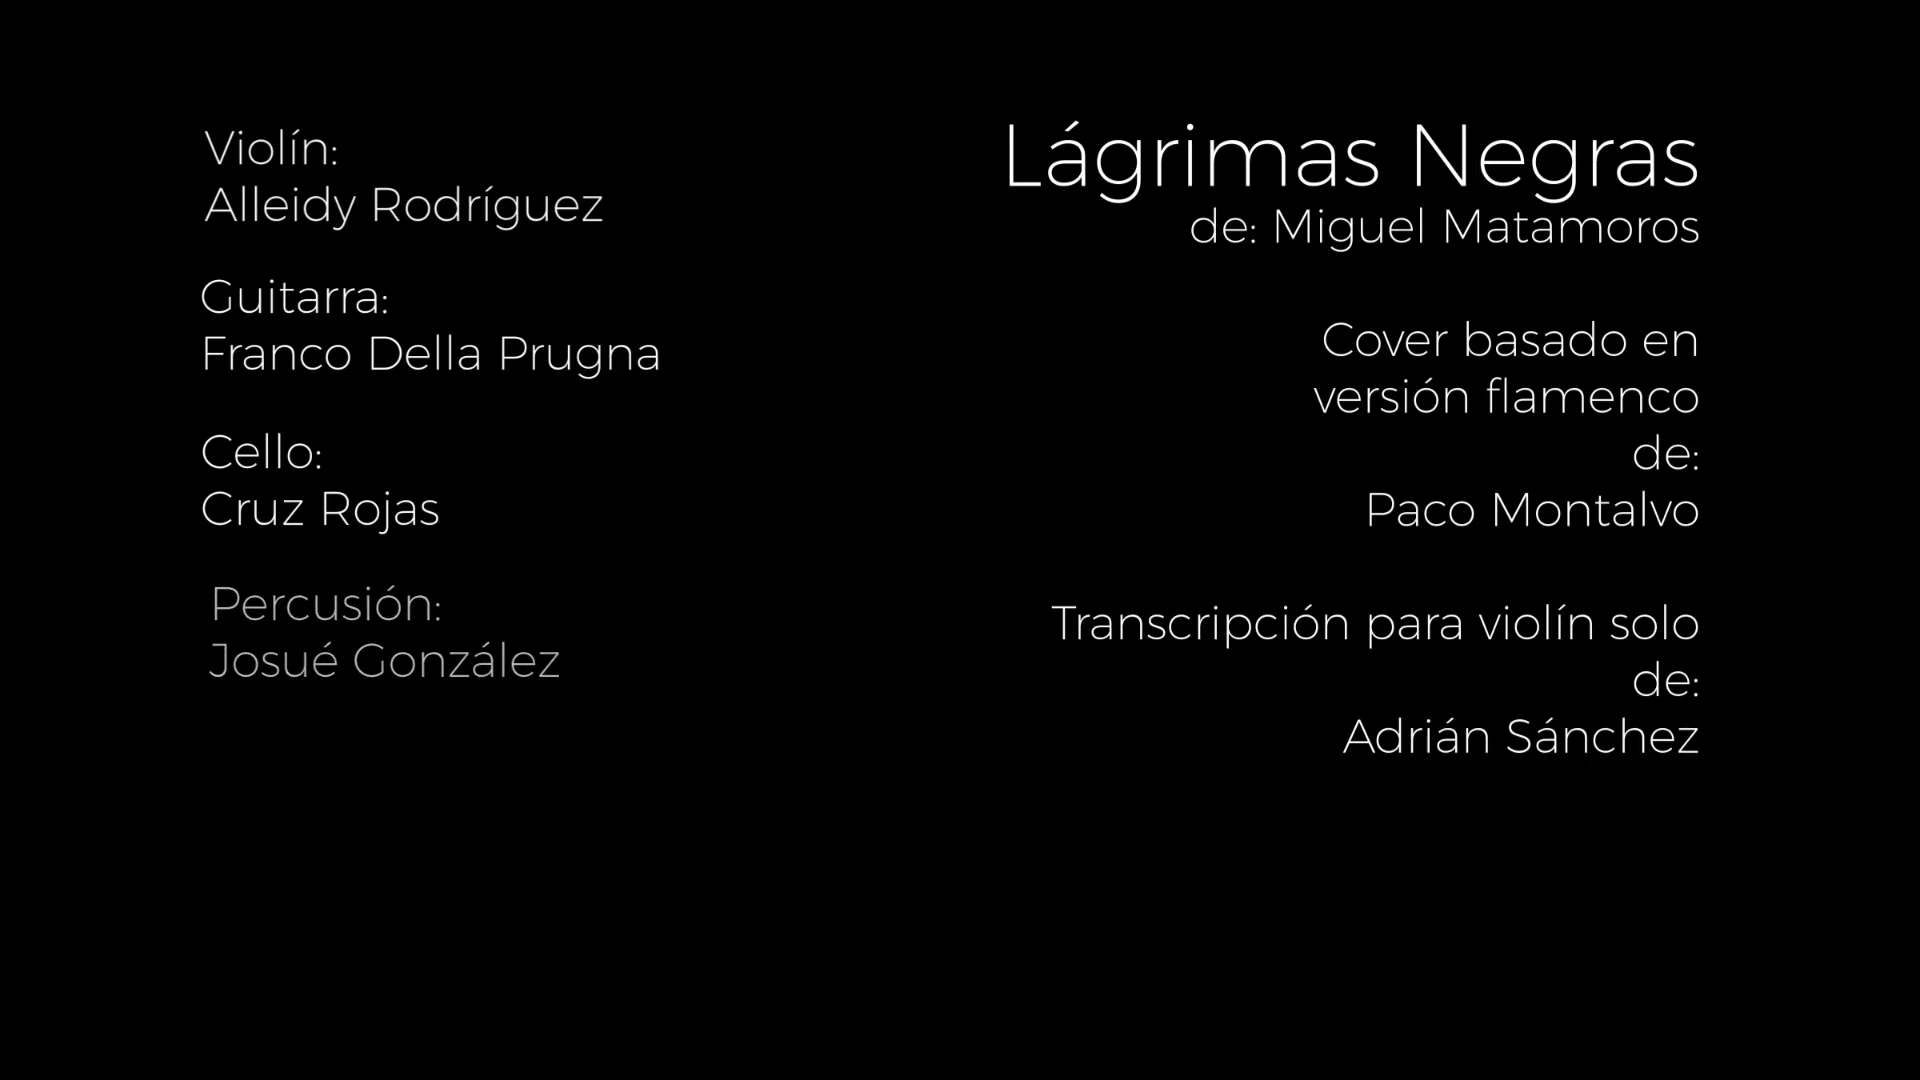 Violín:
Alleidy Rodríguez
Guitarra:
Franco Della Prugna
Cello:
Cruz Rojas
Percusión:
Josué González
Lágrimas Negras
de: Miguel Matamoros
Cover basado en
versión flamenco
de:
Paco Montalvo
Transcripción para violín solo
de:
Adrián Sánchez